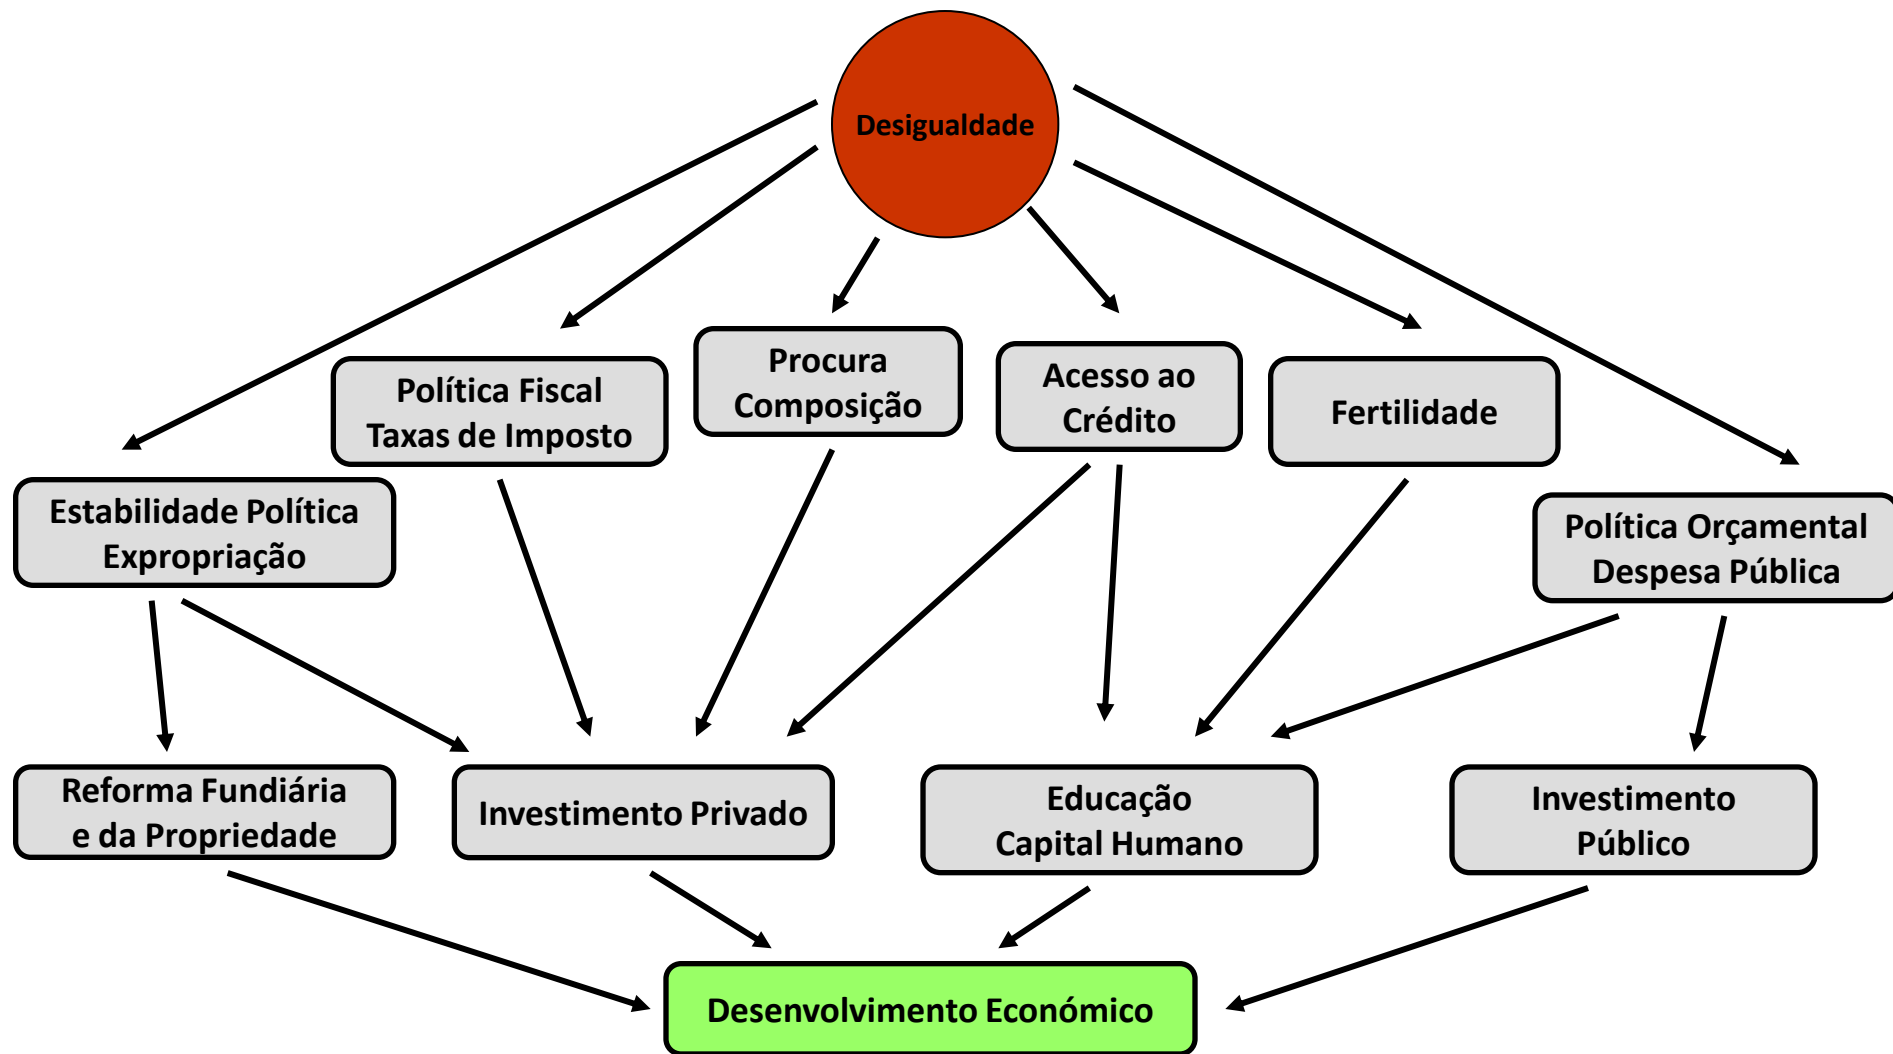 Desigualdade
Procura
Composição
Acesso ao
Crédito
Política Fiscal
Taxas de Imposto
Fertilidade
Estabilidade Política
Expropriação
Política Orçamental
Despesa Pública
Reforma Fundiária
e da Propriedade
Investimento Privado
Educação
Capital Humano
Investimento
Público
Desenvolvimento Económico